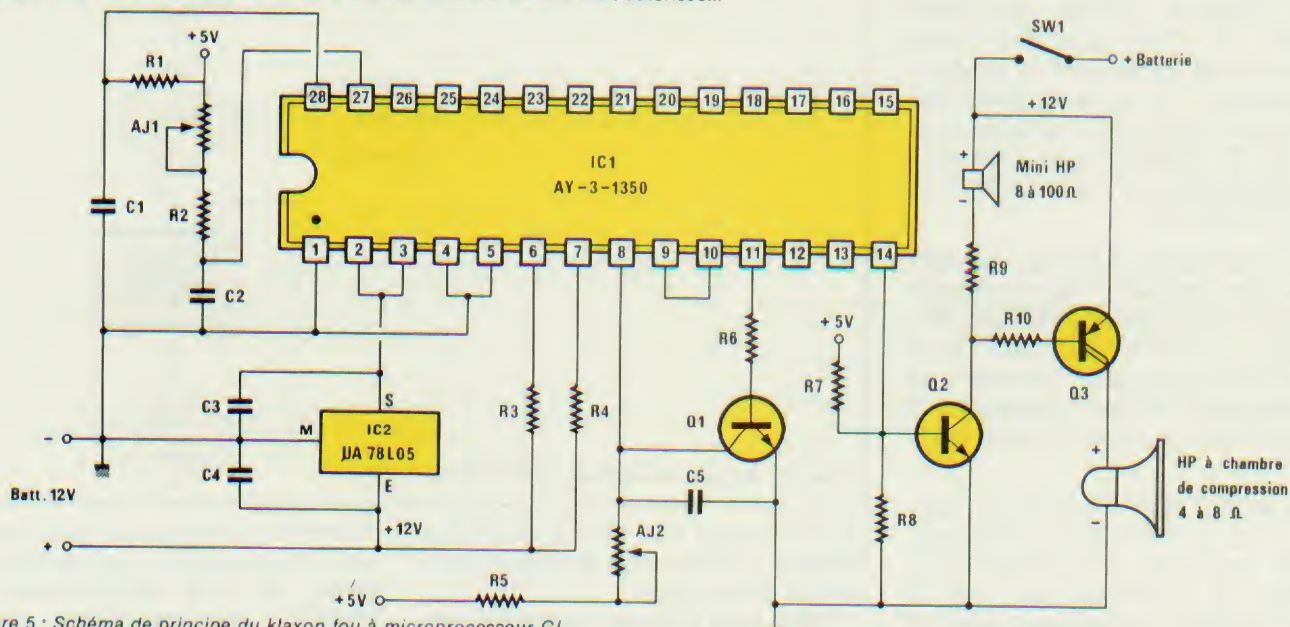 SW1
+ Batterie
+5V
R1
+12V
28 27 26 25 24 23 22 21 20 19 18 17 16 15
AJ1
IC1
AY-3-1350
+
Mini HP
8 à 100Ω
-
C1
R2
1 2 3 4 5 6 7 8 9 10 11 12 13 14
C2
R9
+5V
R6
R10
R7
Q3
C3
S
R3
R4
Q1
Q2
M
IC2
µA 78L05
-
C4
E
C5
+
HP à chambre
de compression
4 à 8 Ω
-
Batt. 12V
+12V
AJ2
R8
+
+5V
R5
re 5 : Schéma de principe du klaxon fou à microprocesseur GI